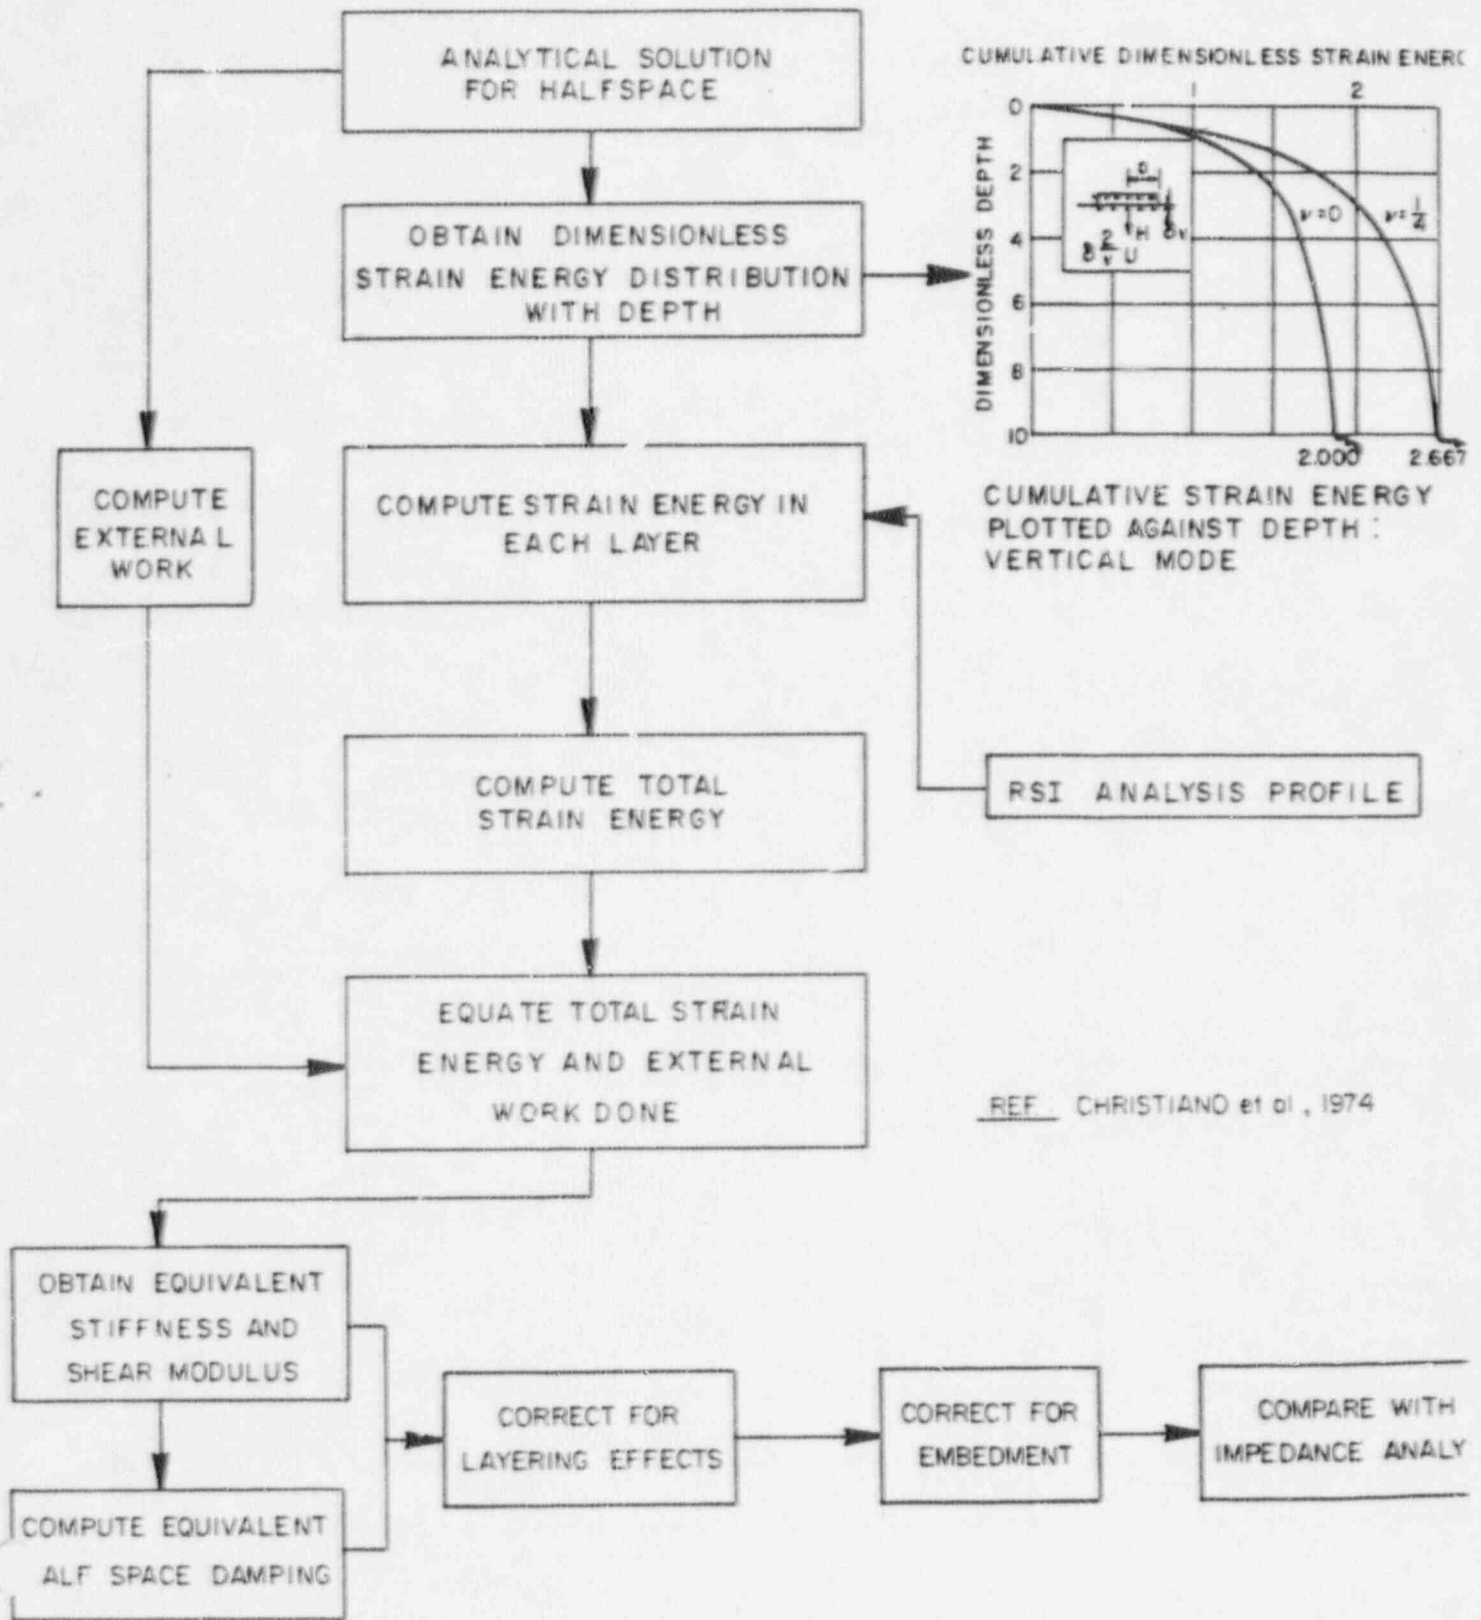 ANALYTICAL SOLUTION
FOR HALFSPACE
OBTAIN DIMENSIONLESS
STRAIN ENERGY DISTRIBUTION
WITH DEPTH
CUMULATIVE DIMENSIONLESS STRAIN ENERG
1 2
DIMENSIONLESS DEPTH
0
2
4
6
8
10
ν=0
ν=1/4
2.000 2.667
CUMULATIVE STRAIN ENERGY
PLOTTED AGAINST DEPTH :
VERTICAL MODE
COMPUTE
EXTERNAL
WORK
COMPUTE STRAIN ENERGY IN
EACH LAYER
COMPUTE TOTAL
STRAIN ENERGY
RSI ANALYSIS PROFILE
EQUATE TOTAL STRAIN
ENERGY AND EXTERNAL
WORK DONE
REF CHRISTIANO et al, 1974
OBTAIN EQUIVALENT
STIFFNESS AND
SHEAR MODULUS
COMPUTE EQUIVALENT
ALF SPACE DAMPING
CORRECT FOR
LAYERING EFFECTS
CORRECT FOR
EMBEDMENT
COMPARE WITH
IMPEDANCE ANALY